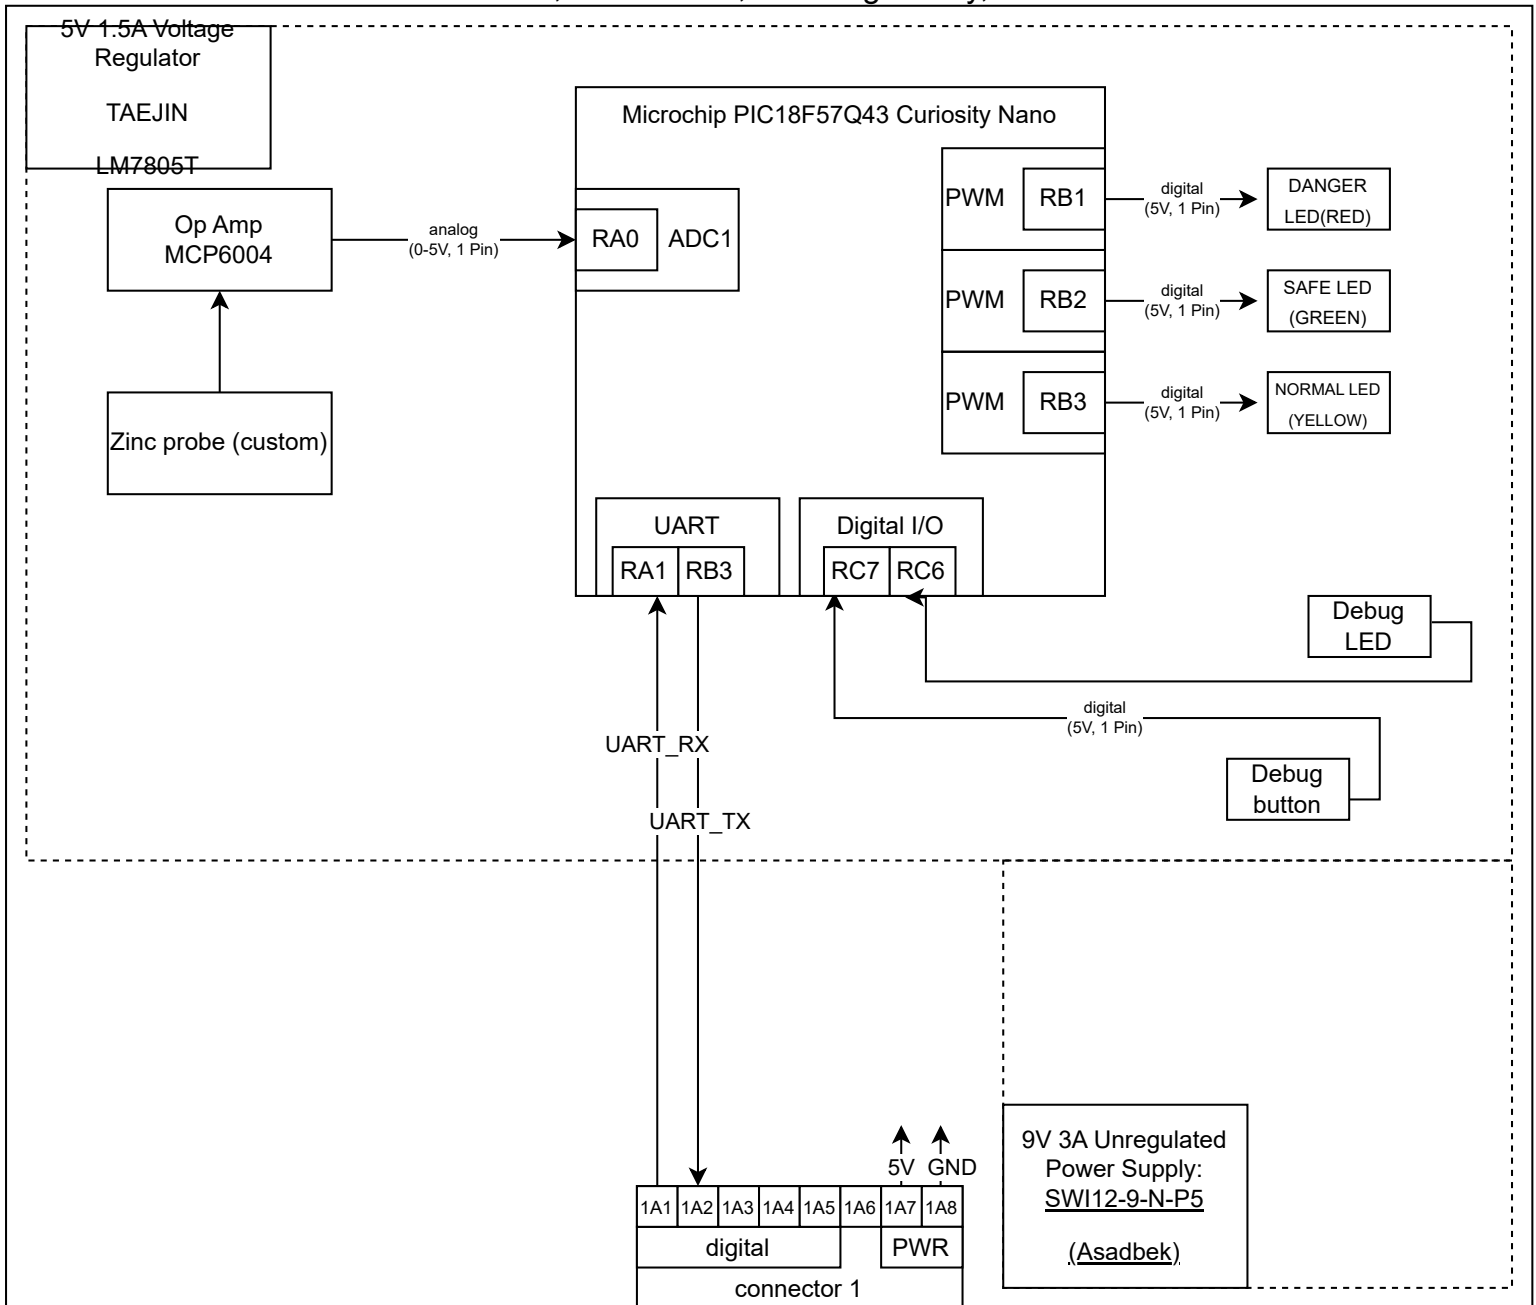 5V 1.5A Voltage
Regulator
TAEJIN
LM7805T
Microchip PIC18F57Q43 Curiosity Nano
Op Amp
MCP6004
analog
(0-5V, 1 Pin)
RA0
ADC1
PWM
RB1
digital
(5V, 1 Pin)
DANGER
LED(RED)
PWM
RB2
digital
(5V, 1 Pin)
SAFE LED
(GREEN)
PWM
RB3
digital
(5V, 1 Pin)
NORMAL LED
(YELLOW)
Zinc probe (custom)
UART
RA1
RB3
Digital I/O
RC7
RC6
Debug
LED
digital
(5V, 1 Pin)
Debug
button
UART_RX
UART_TX
5V
GND
1A1
1A2
1A3
1A4
1A5
1A6
1A7
1A8
digital
PWR
connector 1
9V 3A Unregulated
Power Supply:
SWI12-9-N-P5
(Asadbek)